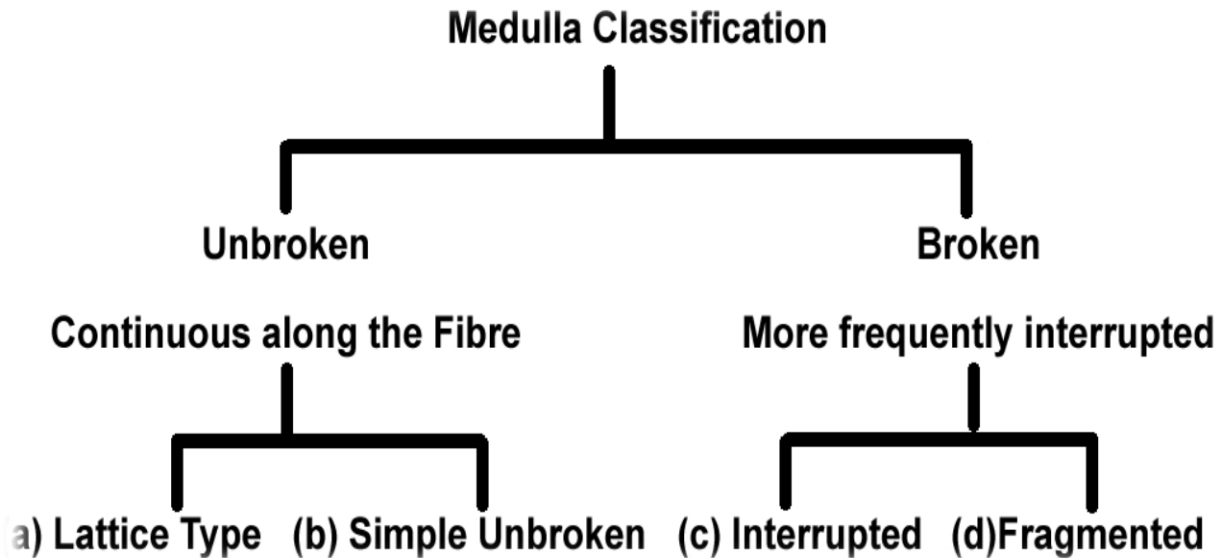 Medulla Classification
Unbroken
Broken
Continuous along the Fibre
More frequently interrupted
(a) Lattice Type (b) Simple Unbroken (c) Interrupted (d)Fragmented